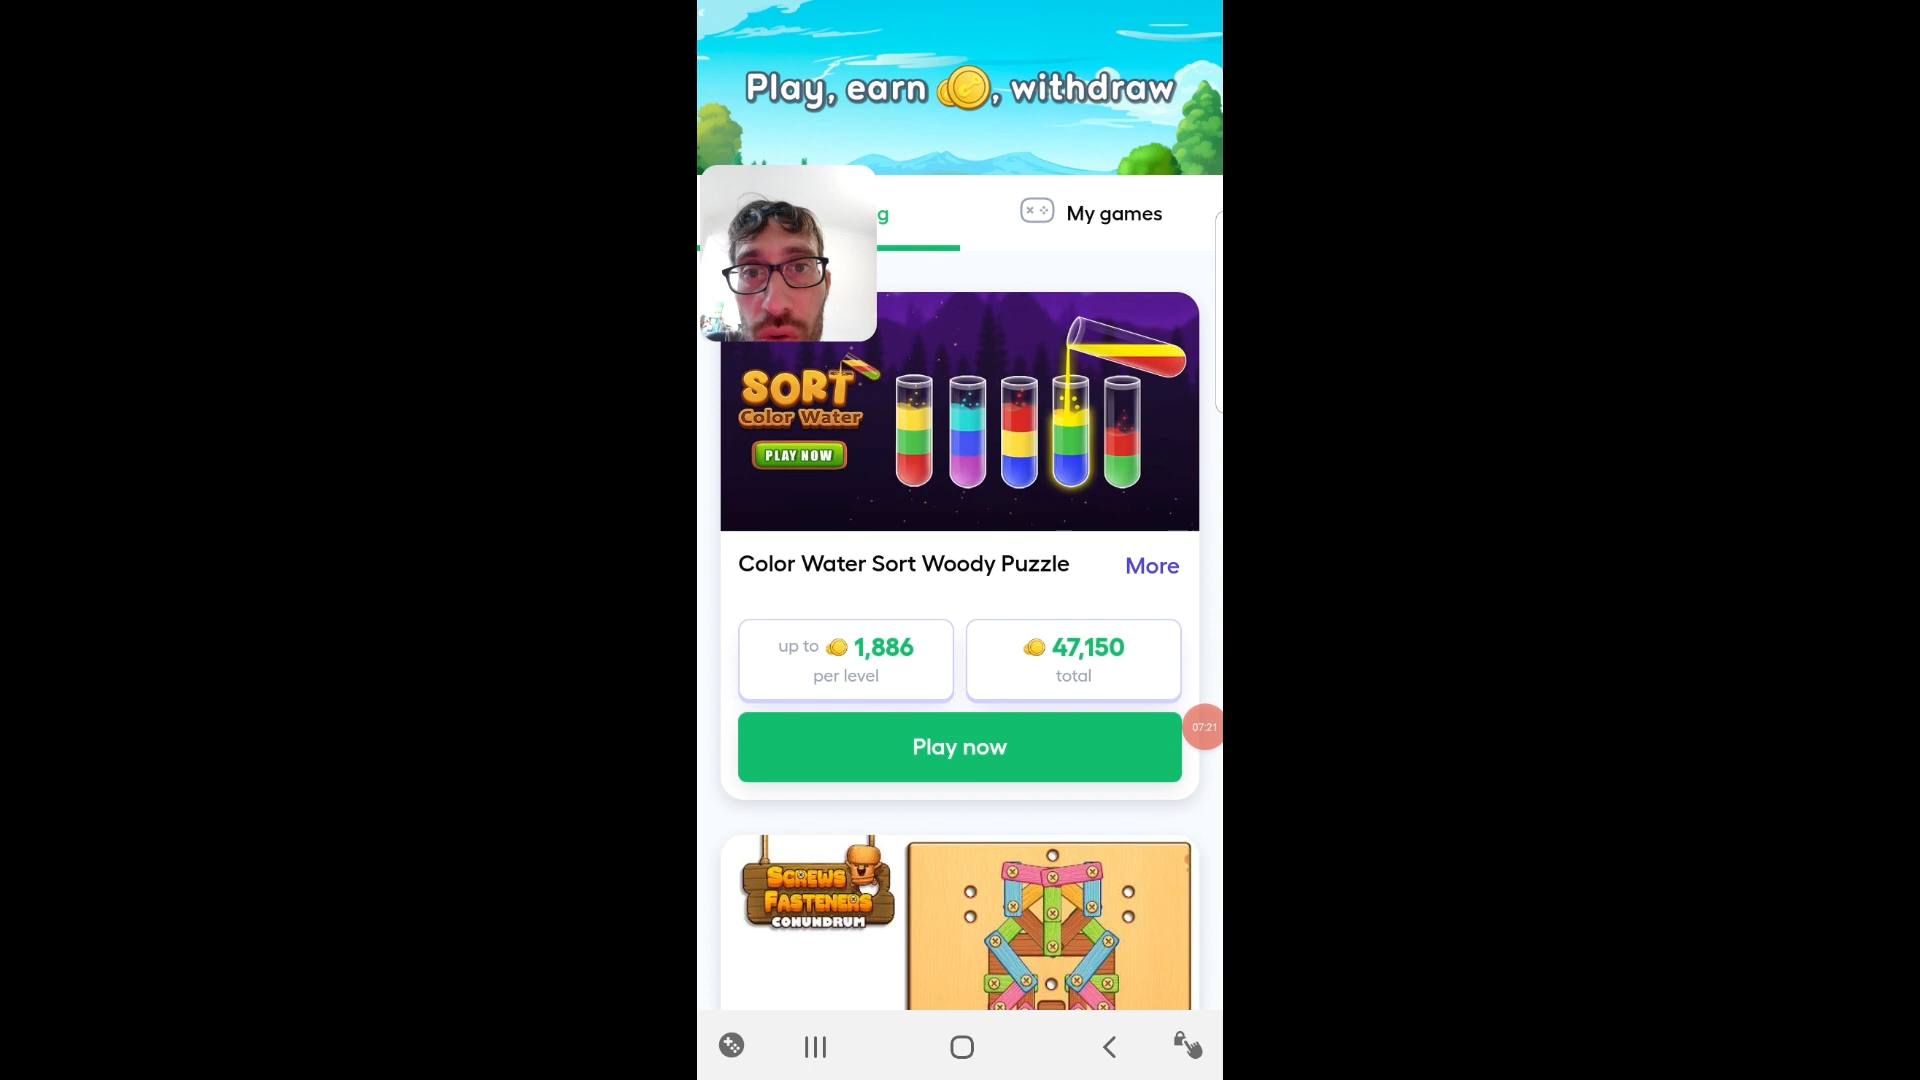 Play, earn , withdraw
g
My games
SORT
Color Water
PLAY NOW
Color Water Sort Woody Puzzle
More
up to 1,886
per level
47,150
total
Play now
07:21
SCREWS
FASTENERS
CONUNDRUM